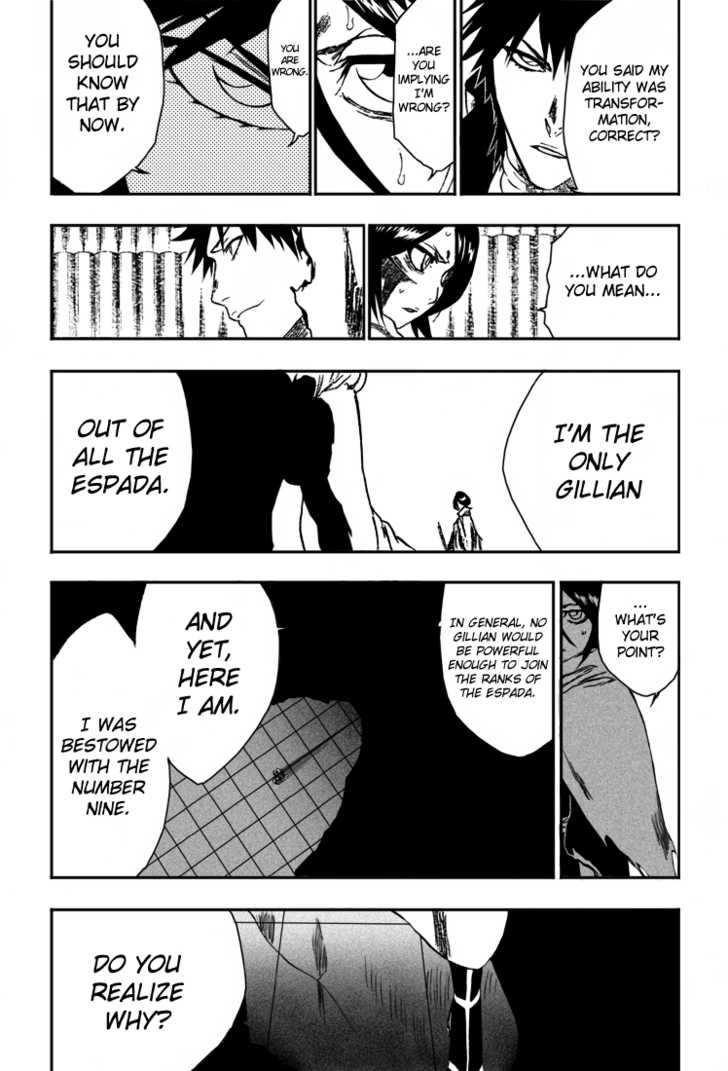 YOU SAID MY
ABILITY WAS
TRANSFOR-
MATION,
CORRECT?
...ARE
YOU
IMPLYING
I'M
WRONG?
YOU ARE
WRONG.
YOU
SHOULD
KNOW
THAT BY
NOW.
...WHAT DO
YOU MEAN...
I'M THE
ONLY
GILLIAN
OUT OF
ALL THE
ESPADA.
...
WHAT'S
YOUR
POINT?
IN GENERAL, NO
GILLIAN WOULD
BE POWERFUL
ENOUGH TO JOIN
THE RANKS OF
THE ESPADA.
AND
YET,
HERE
I AM.
I WAS
BESTOWED
WITH THE
NUMBER
NINE.
DO YOU
REALIZE
WHY?